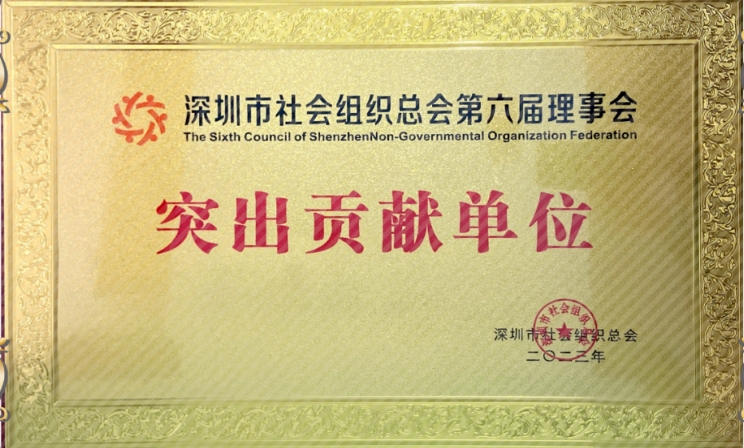 深圳市社会组织总会第六届理事会
The Sixth Council of ShenzhenNon-Governmental Organization Federation
突出贡献单位
深圳市社会组织总会
二〇二三年